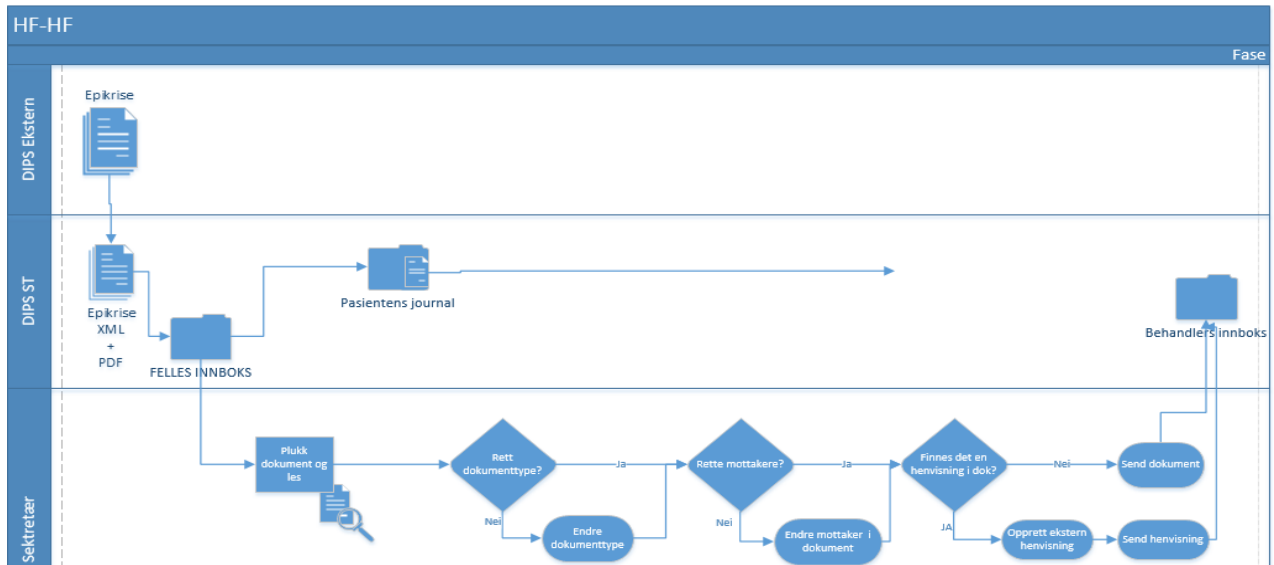 HF-HF
Fase
DIPS Ekstern
Epikrise
DIPS ST
Epikrise
XML
+
PDF
FELLES INNBOKS
Pasientens journal
Behandlers innboks
Sektretær
Plukk
dokument og
les
Rett
dokumenttype?
Ja
Nei
Endre
dokumenttype
Rette mottakere?
Ja
Nei
Endre mottaker i
dokument
Finnes det en
henvisning i dok?
Nei
Send dokument
JA
Opprett ekstern
henvisning
Send henvisning